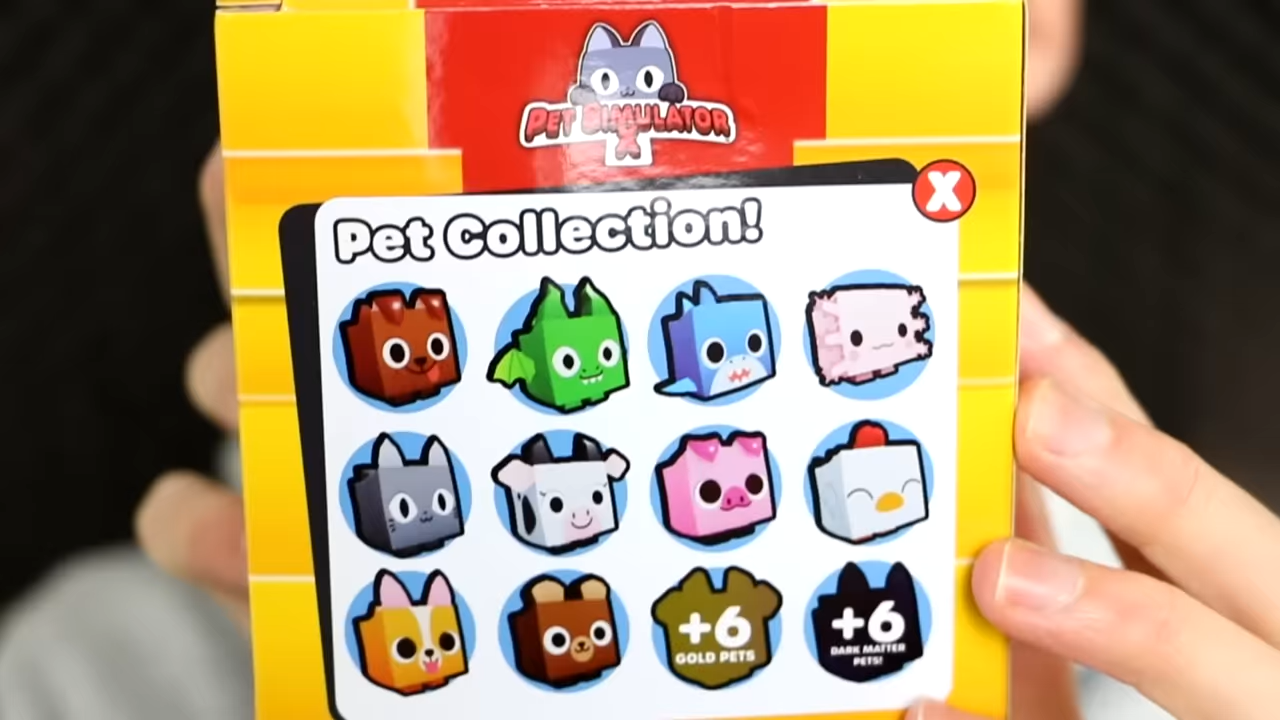 PET SIMULATOR
X
Pet Collection!
+6
GOLD PETS
+6
DARK MATTER
PETS!